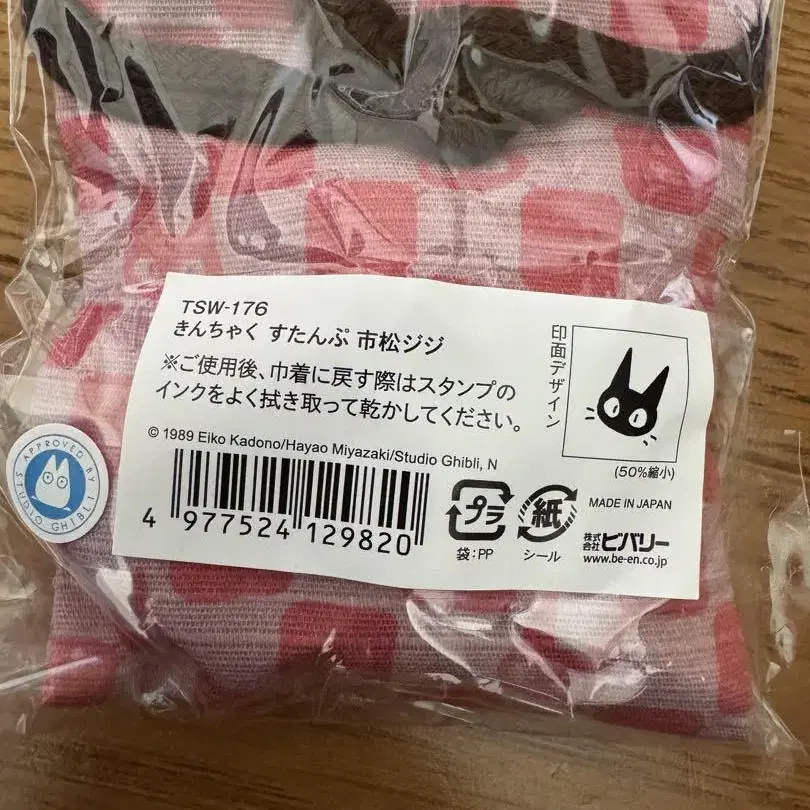 TSW-176
きんちゃく すたんぷ 市松ジジ
※ご使用後、巾着に戻す際はスタンプの
インクをよく拭き取って乾かしてください。
© 1989 Eiko Kadono/Hayao Miyazaki/Studio Ghibli, N
4 977524 129820
プラ
袋:PP
紙
シール
印面デザイン
(50%縮小)
MADE IN JAPAN
株式会社 ビバリー
www.be-en.co.jp
APPROVED BY STUDIO GHIBLI